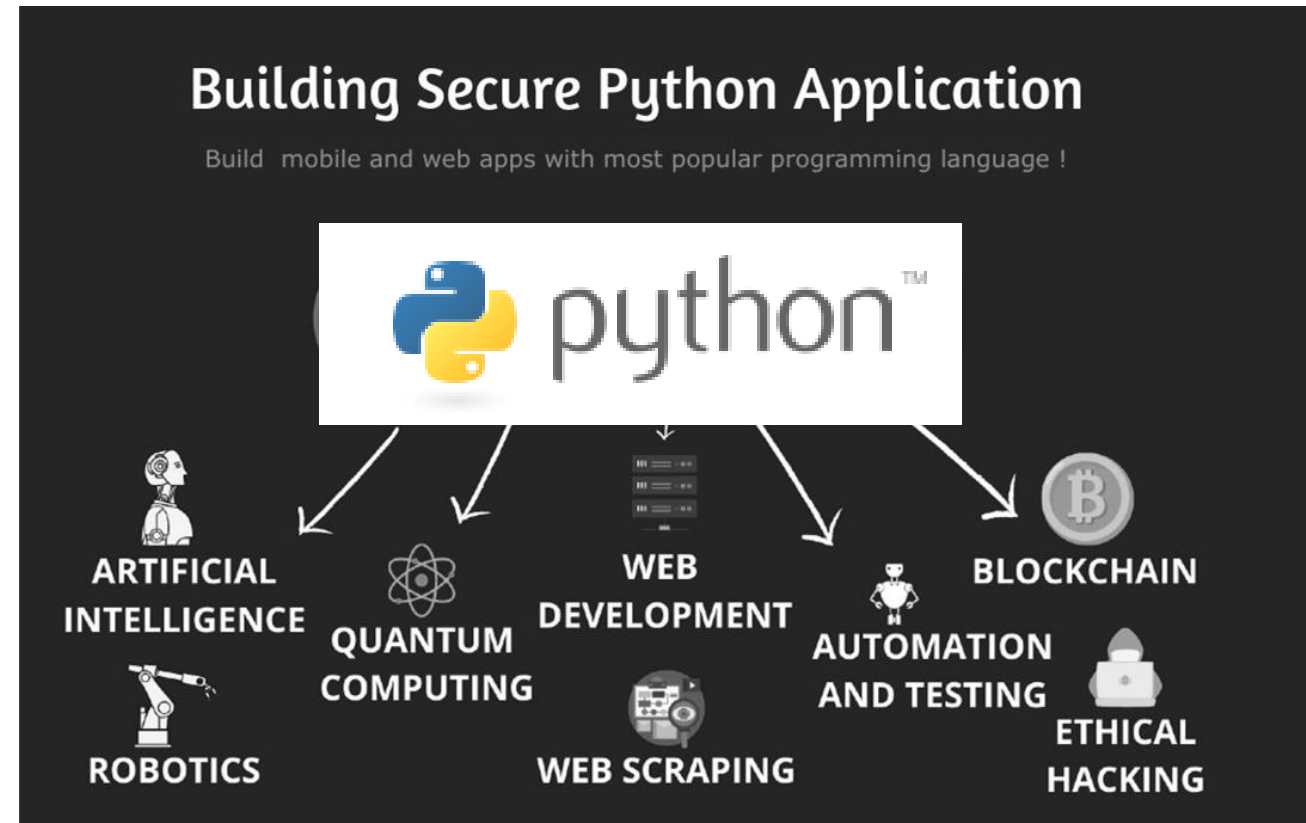 Building Secure Python Application
Build  mobile and web apps with most popular programming language !
python™
ARTIFICIAL
INTELLIGENCE
QUANTUM
COMPUTING
WEB
DEVELOPMENT
AUTOMATION
AND TESTING
BLOCKCHAIN
ROBOTICS
WEB SCRAPING
ETHICAL
HACKING